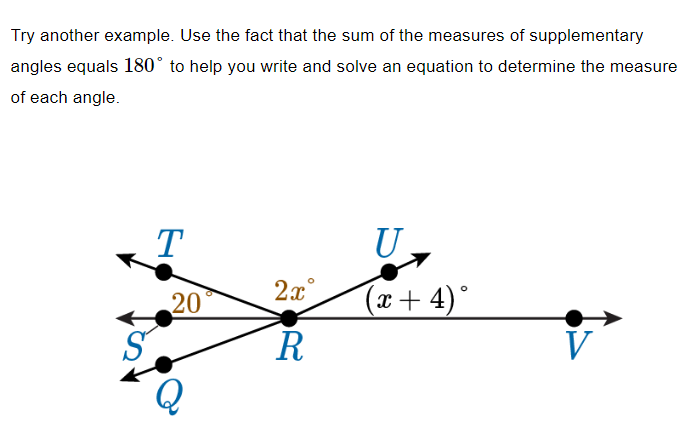 Try another example. Use the fact that the sum of the measures of supplementary
angles equals 180° to help you write and solve an equation to determine the measure
of each angle.
T
U
20°
2x°
(x + 4)°
S
R
V
Q